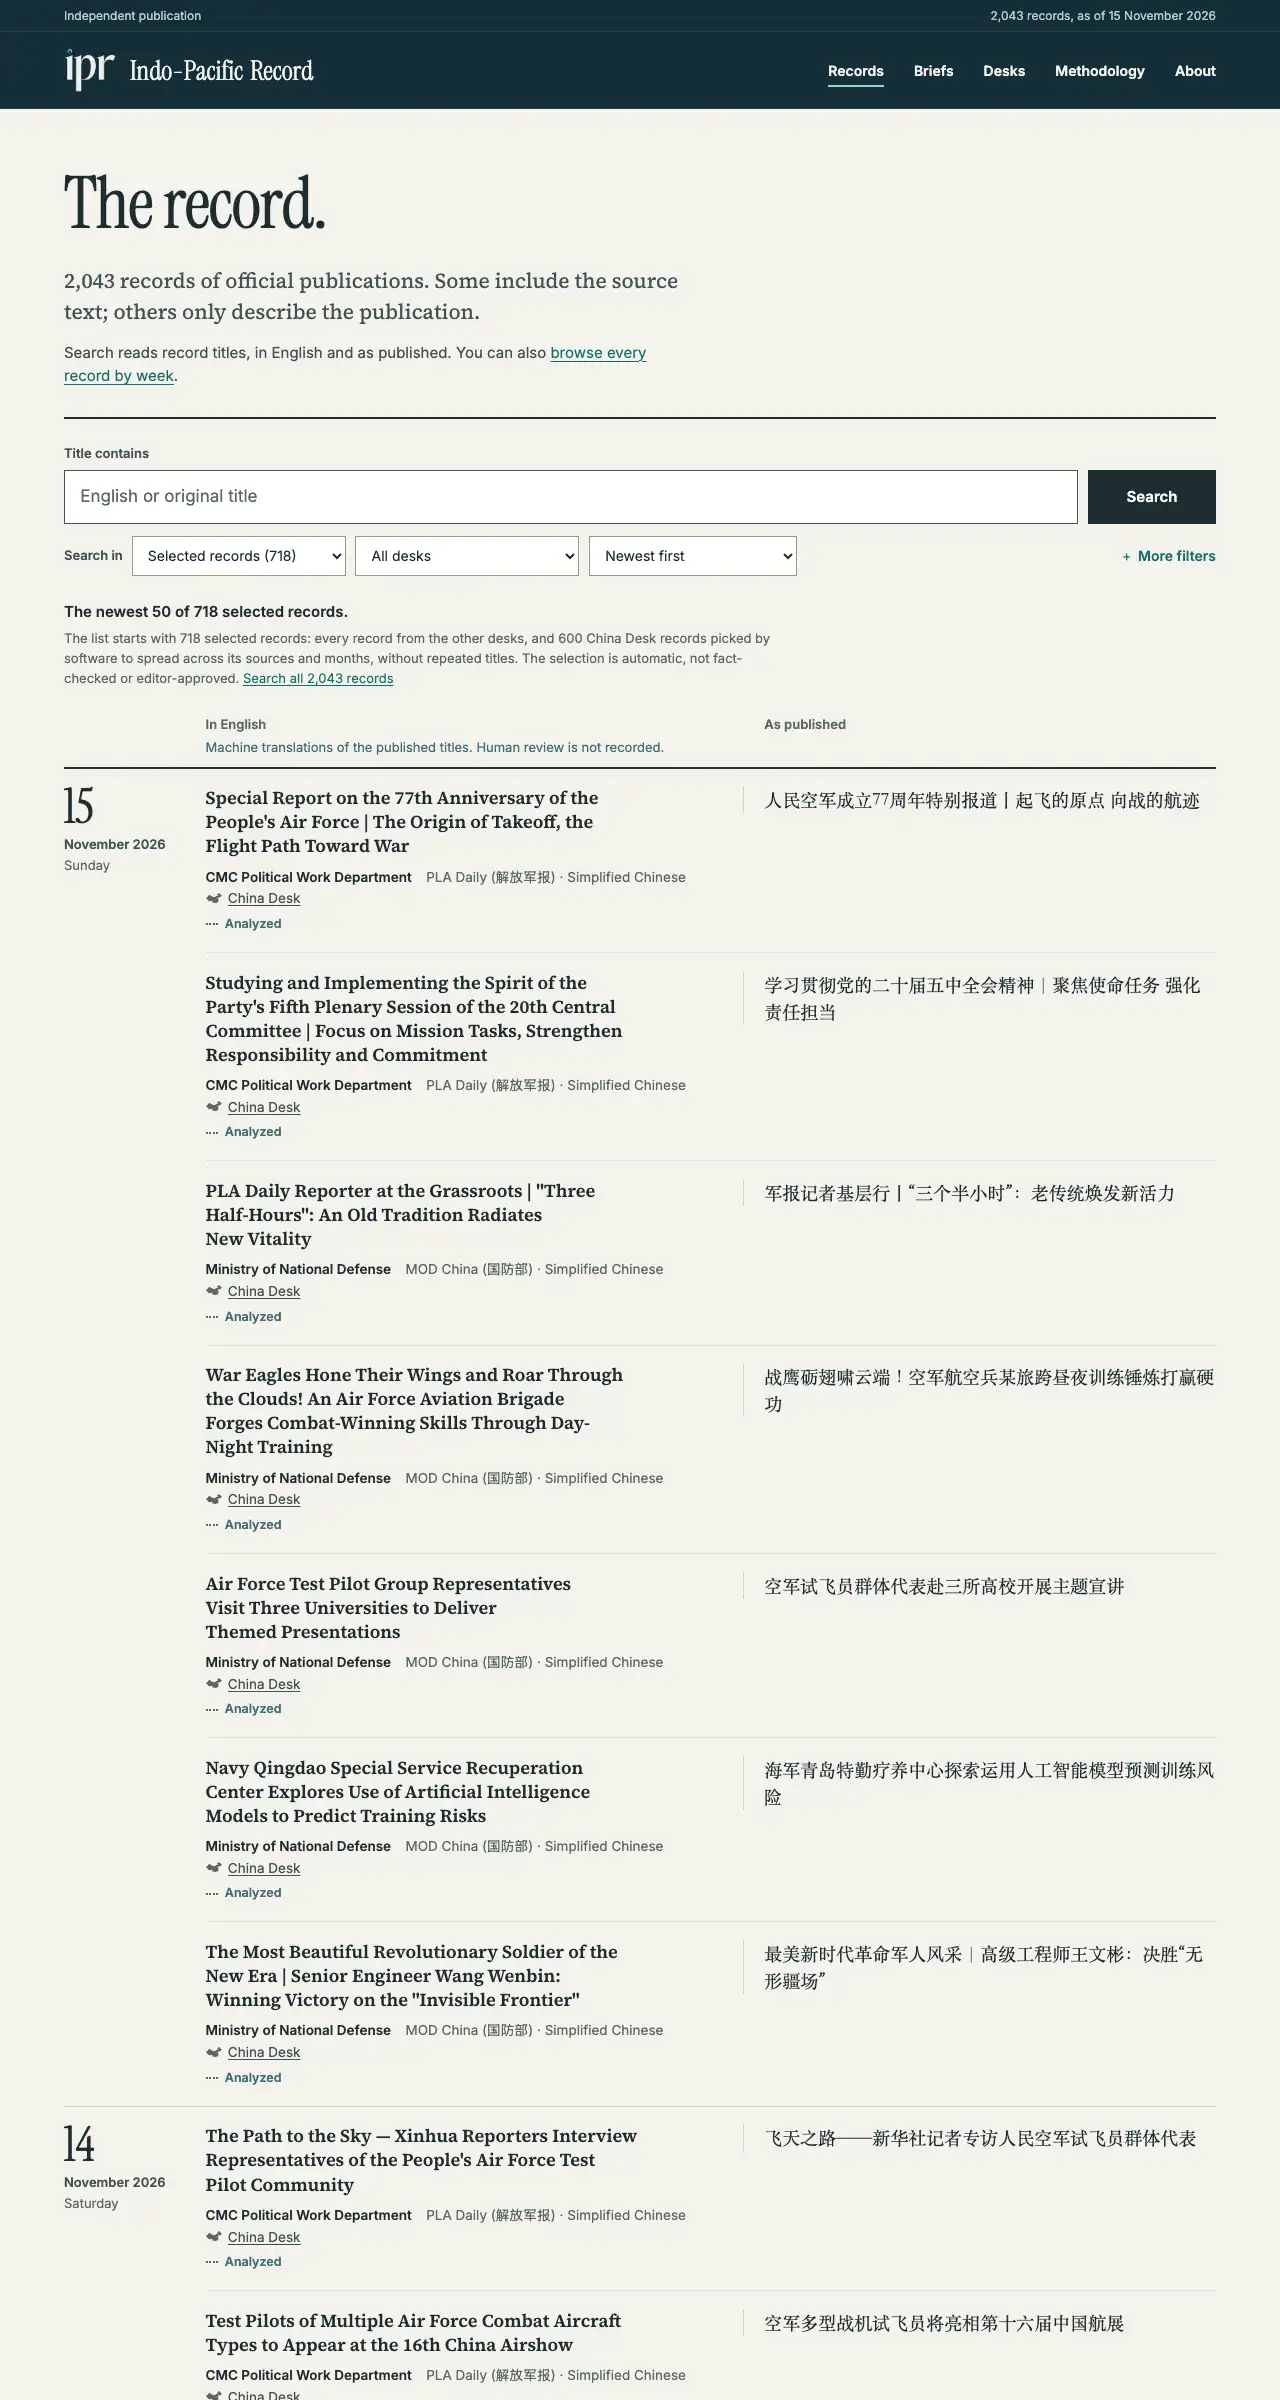 Independent publication
2,043 records, as of 15 November 2026
ipr Indo-Pacific Record
Records Briefs Desks Methodology About
The record.
2,043 records of official publications. Some include the source
text; others only describe the publication.
Search reads record titles, in English and as published. You can also browse every
record by week.
Title contains
English or original title
Search
Search in
Selected records (718)
All desks
Newest first
+ More filters
The newest 50 of 718 selected records.
The list starts with 718 selected records: every record from the other desks, and 600 China Desk records picked by
software to spread across its sources and months, without repeated titles. The selection is automatic, not fact-
checked or editor-approved. Search all 2,043 records
In English
Machine translations of the published titles. Human review is not recorded.
As published
15
November 2026
Sunday
Special Report on the 77th Anniversary of the
People's Air Force | The Origin of Takeoff, the
Flight Path Toward War
CMC Political Work Department PLA Daily (解放军报) · Simplified Chinese
China Desk
Analyzed
人民空军成立77周年特别报道丨起飞的原点 向战的航迹
Studying and Implementing the Spirit of the
Party's Fifth Plenary Session of the 20th Central
Committee | Focus on Mission Tasks, Strengthen
Responsibility and Commitment
CMC Political Work Department PLA Daily (解放军报) · Simplified Chinese
China Desk
Analyzed
学习贯彻党的二十届五中全会精神｜聚焦使命任务 强化
责任担当
PLA Daily Reporter at the Grassroots | "Three
Half-Hours": An Old Tradition Radiates
New Vitality
Ministry of National Defense MOD China (国防部) · Simplified Chinese
China Desk
Analyzed
军报记者基层行丨“三个半小时”：老传统焕发新活力
War Eagles Hone Their Wings and Roar Through
the Clouds! An Air Force Aviation Brigade
Forges Combat-Winning Skills Through Day-
Night Training
Ministry of National Defense MOD China (国防部) · Simplified Chinese
China Desk
Analyzed
战鹰砺翅啸云端！空军航空兵某旅跨昼夜训练锤炼打赢硬
功
Air Force Test Pilot Group Representatives
Visit Three Universities to Deliver
Themed Presentations
Ministry of National Defense MOD China (国防部) · Simplified Chinese
China Desk
Analyzed
空军试飞员群体代表赴三所高校开展主题宣讲
Navy Qingdao Special Service Recuperation
Center Explores Use of Artificial Intelligence
Models to Predict Training Risks
Ministry of National Defense MOD China (国防部) · Simplified Chinese
China Desk
Analyzed
海军青岛特勤疗养中心探索运用人工智能模型预测训练风
险
The Most Beautiful Revolutionary Soldier of the
New Era | Senior Engineer Wang Wenbin:
Winning Victory on the "Invisible Frontier"
Ministry of National Defense MOD China (国防部) · Simplified Chinese
China Desk
Analyzed
最美新时代革命军人风采｜高级工程师王文彬：决胜“无
形疆场”
14
November 2026
Saturday
The Path to the Sky — Xinhua Reporters Interview
Representatives of the People's Air Force Test
Pilot Community
CMC Political Work Department PLA Daily (解放军报) · Simplified Chinese
China Desk
Analyzed
飞天之路——新华社记者专访人民空军试飞员群体代表
Test Pilots of Multiple Air Force Combat Aircraft
Types to Appear at the 16th China Airshow
CMC Political Work Department PLA Daily (解放军报) · Simplified Chinese
China Desk
空军多型战机试飞员将亮相第十六届中国航展